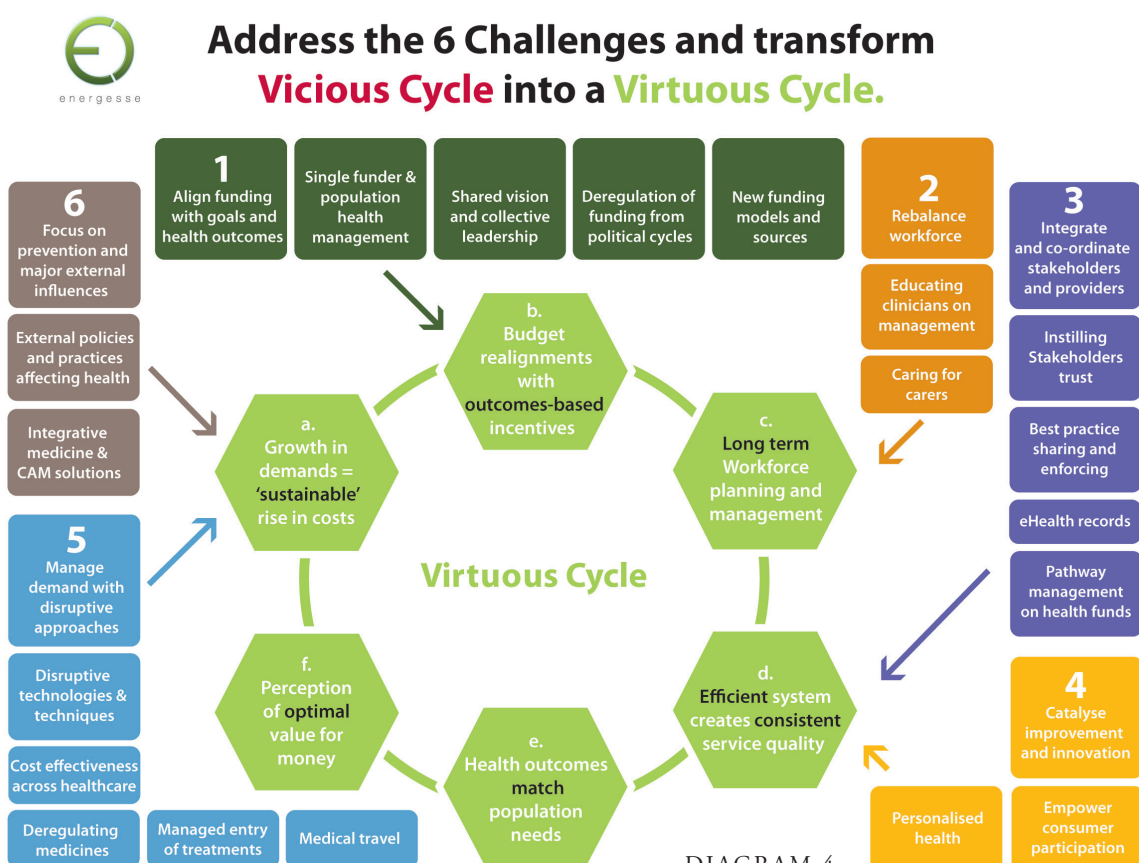 energesse
Address the 6 Challenges and transform
Vicious Cycle into a Virtuous Cycle.
1
Align funding
with goals and
health outcomes
Single funder &
population
health
management
Shared vision
and collective
leadership
Deregulation of
funding from
political cycles
New funding
models and
sources
2
Rebalance
workforce
Educating
clinicians on
management
Caring for
carers
3
Integrate
and co-ordinate
stakeholders
and providers
Instilling
Stakeholders
trust
Best practice
sharing and
enforcing
eHealth records
Pathway
management
on health funds
4
Catalyse
improvement
and innovation
Personalised
health
Empower
consumer
participation
6
Focus on
prevention and
major external
influences
External policies
and practices
affecting health
Integrative
medicine &
CAM solutions
5
Manage
demand with
disruptive
approaches
Disruptive
technologies &
techniques
Cost effectiveness
across healthcare
Deregulating
medicines
Managed entry
of treatments
Medical travel
a.
Growth in
demands =
‘sustainable’
rise in costs
b.
Budget
realignments
with
outcomes-based
incentives
c.
Long term
Workforce
planning and
management
d.
Efficient system
creates consistent
service quality
e.
Health outcomes
match
population
needs
f.
Perception
of optimal
value for
money
Virtuous Cycle
DIAGRAM 4